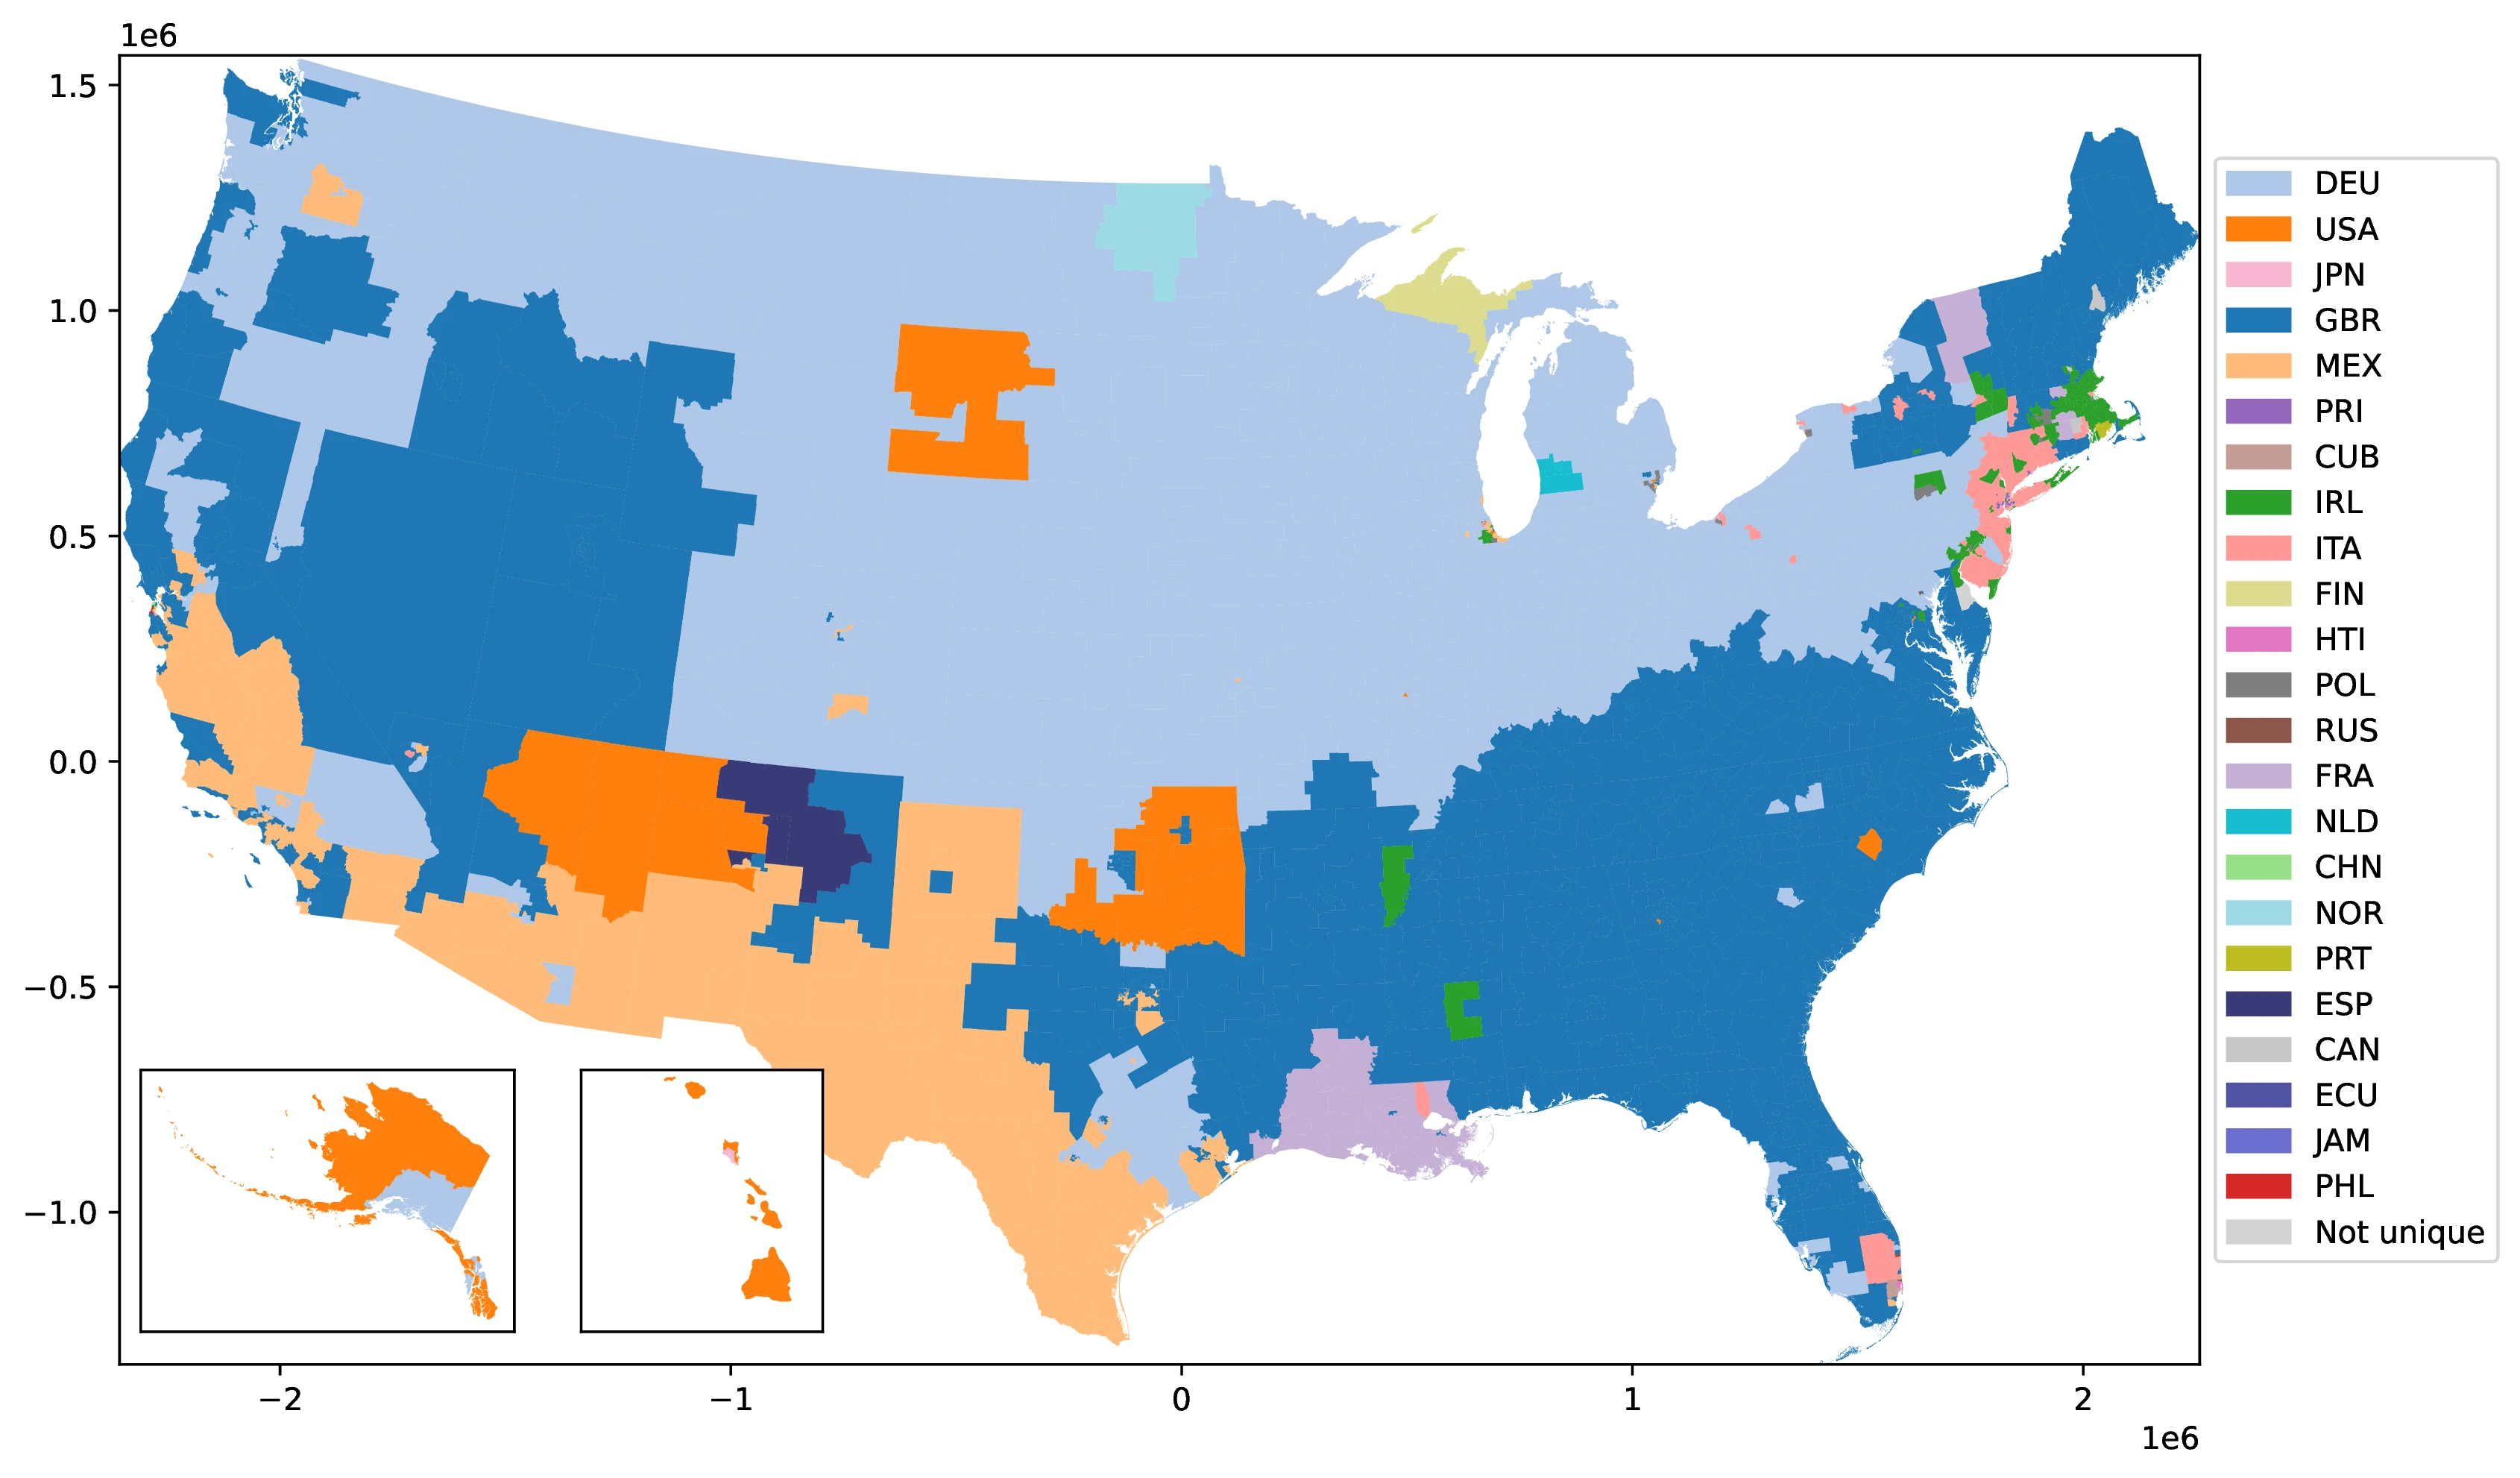 1e6
1.5
1.0
0.5
0.0
−0.5
−1.0
−2
−1
0
1
2
1e6
DEU
USA
JPN
GBR
MEX
PRI
CUB
IRL
ITA
FIN
HTI
POL
RUS
FRA
NLD
CHN
NOR
PRT
ESP
CAN
ECU
JAM
PHL
Not unique